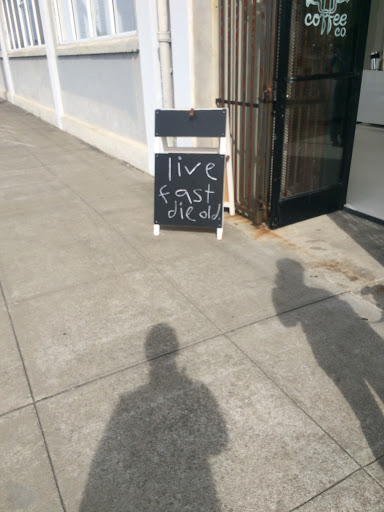 coffee
co.
live
fast
die old.